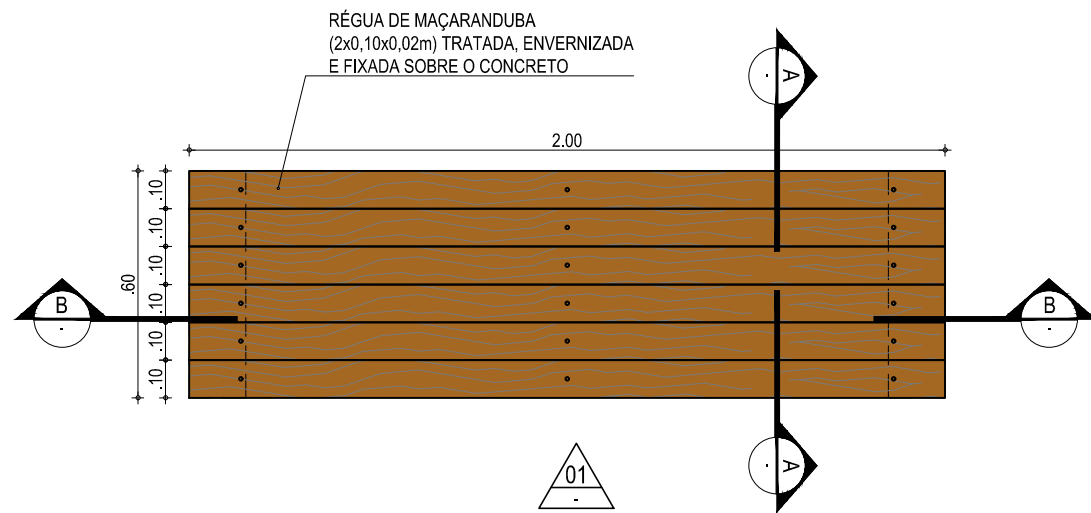 RÉGUA DE MAÇARANDUBA
(2x0,10x0,02m) TRATADA, ENVERNIZADA
E FIXADA SOBRE O CONCRETO
A
-
2.00
.10
.10
.10
.10
.10
.10
.60
B
-
B
-
A
-
01
-